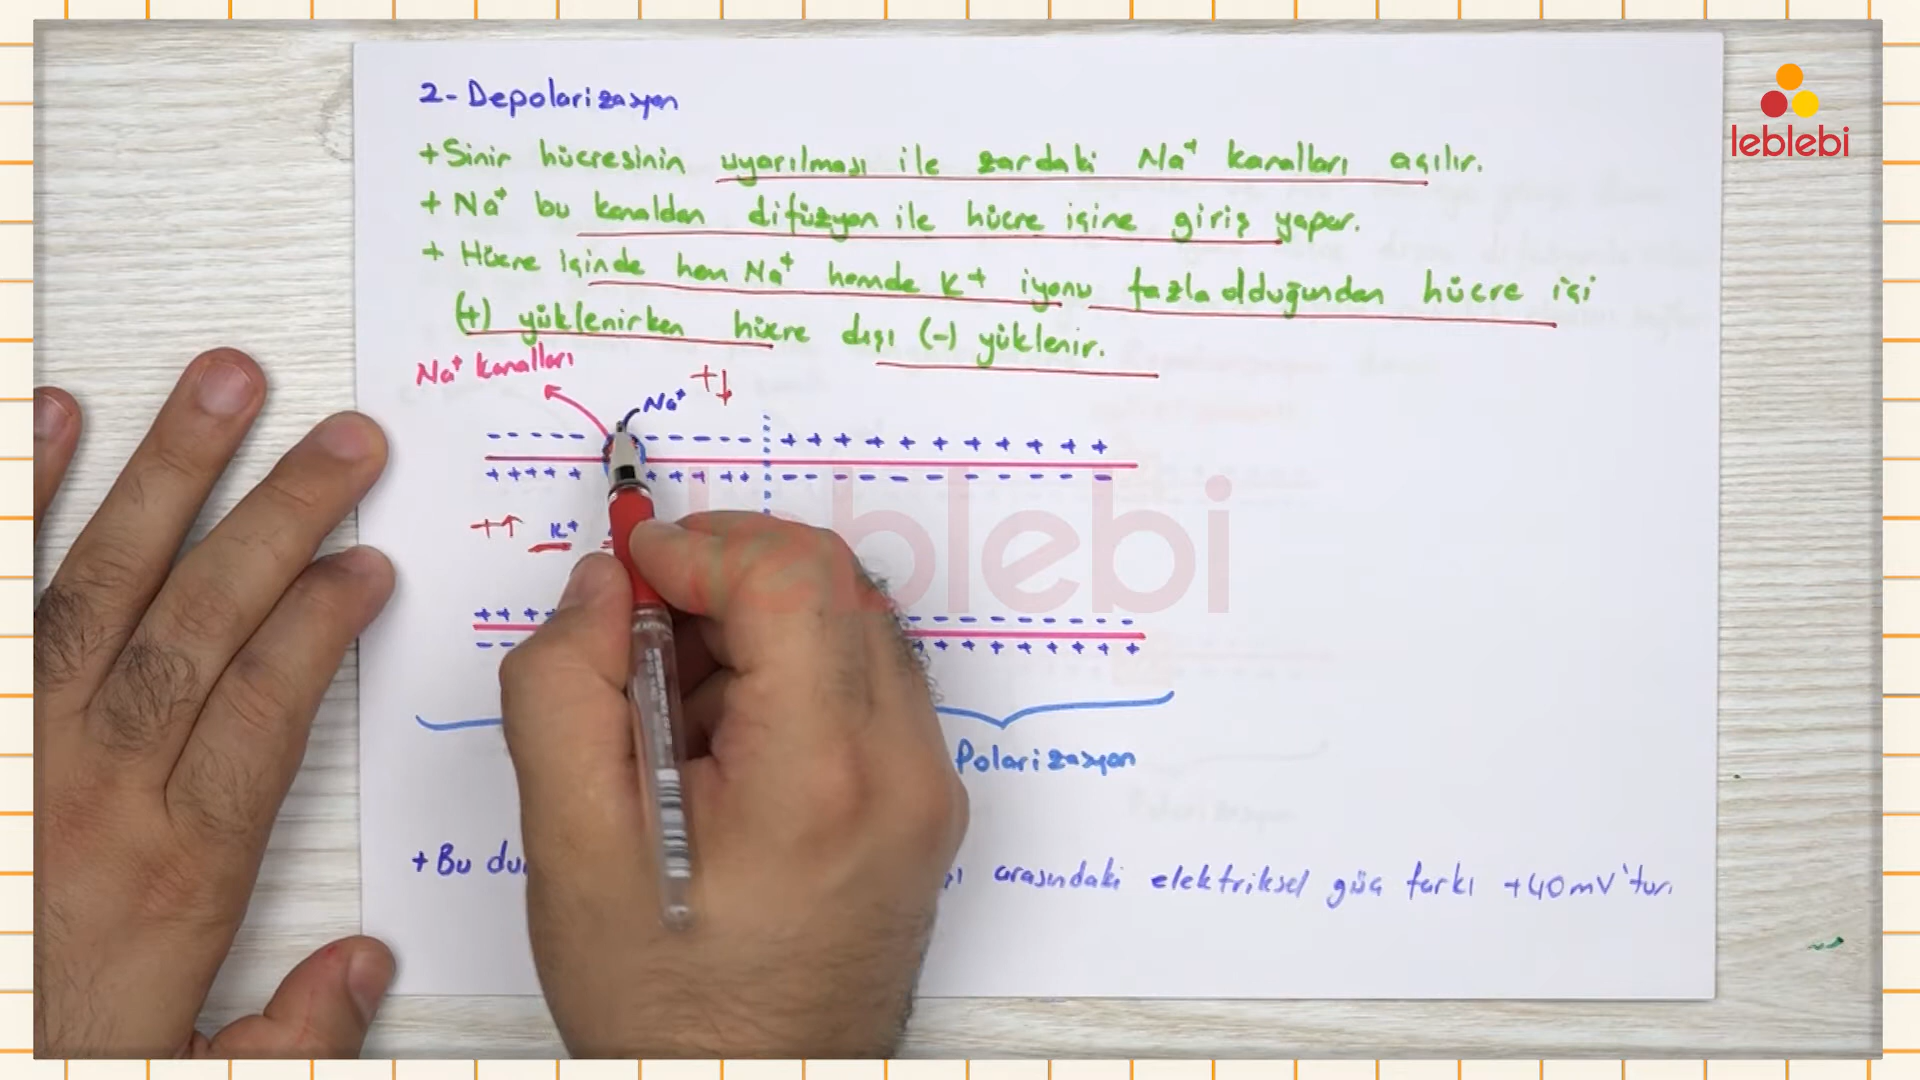 2- Depolarizasyon
leblebi
+Sinir hücresinin uyarılması ile zardaki Na⁺ kanalları açılır.
+ Na⁺ bu kanaldan difüzyon ile hücre içine giriş yapar.
+ Hücre içinde hem Na⁺ hemde K+ iyonu fazla olduğundan hücre içi
(+) yüklenirken hücre dışı (-) yüklenir.
Na⁺ kanalları
Na⁺ +↓
- - - - - - - - - - - + + + + + + + + + + +
+ + + + + + + + + + - - - - - - - - - -
leblebi
+↑ K⁺
+ + + - - - - - - - - -
- - + + + + + + + + +
Polarizasyon
+Bu arasındaki elektriksel güç farkı +40mV'tur.